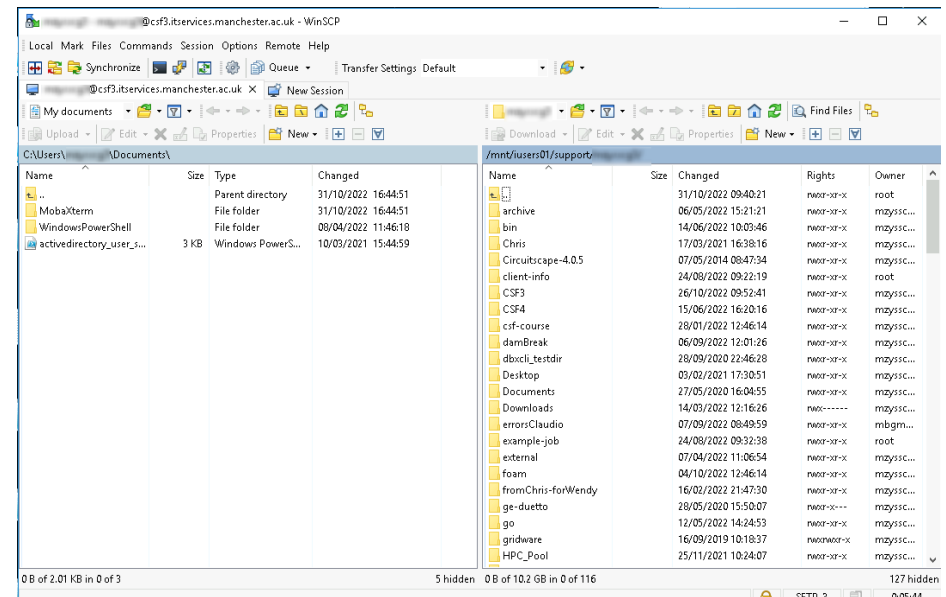 @csf3.itservices.manchester.ac.uk - WinSCP
Local Mark Files Commands Session Options Remote Help
Synchronize Queue Transfer Settings Default
@csf3.itservices.manchester.ac.uk New Session
My documents Find Files
Upload Edit Properties New Download Edit Properties New
C:\Users\ \Documents\ /mnt/iusers01/support/
Name Size Type Changed Name Size Changed Rights Owner
.. Parent directory 31/10/2022 16:44:51 .. 31/10/2022 09:40:21 rwxr-xr-x root
MobaXterm File folder 31/10/2022 16:44:51 archive 06/05/2022 15:21:21 rwxr-xr-x mzyssc...
WindowsPowerShell File folder 08/04/2022 11:46:18 bin 14/06/2022 10:03:46 rwxr-xr-x mzyssc...
activedirectory_user_s... 3 KB Windows PowerS... 10/03/2021 15:44:59 Chris 17/03/2021 16:38:16 rwxr-xr-x mzyssc...
Circuitscape-4.0.5 07/05/2014 08:47:34 rwxr-xr-x mzyssc...
client-info 24/08/2022 09:22:19 rwxr-xr-x root
CSF3 26/10/2022 09:52:41 rwxr-xr-x mzyssc...
CSF4 15/06/2022 16:20:16 rwxr-xr-x mzyssc...
csf-course 28/01/2022 12:46:14 rwxr-xr-x mzyssc...
damBreak 06/09/2022 12:01:26 rwxr-xr-x mzyssc...
dbxcli_testdir 28/09/2020 22:46:28 rwxr-xr-x mzyssc...
Desktop 03/02/2021 17:30:51 rwxr-xr-x mzyssc...
Documents 27/05/2020 16:04:55 rwxr-xr-x mzyssc...
Downloads 14/03/2022 12:16:26 rwx------ mzyssc...
errorsClaudio 07/09/2022 08:49:59 rwxr-xr-x mbgm...
example-job 24/08/2022 09:32:38 rwxr-xr-x root
external 07/04/2022 11:06:54 rwxr-xr-x mzyssc...
foam 04/10/2022 12:46:14 rwxr-xr-x mzyssc...
fromChris-forWendy 16/02/2022 21:47:30 rwxr-xr-x mzyssc...
ge-duetto 28/05/2020 15:50:07 rwxr-x--- mzyssc...
go 12/05/2022 14:24:53 rwxr-xr-x mzyssc...
gridware 16/09/2019 10:18:37 rwxrwxr-x mzyssc...
HPC_Pool 25/11/2021 10:24:07 rwxr-xr-x mzyssc...
0 B of 2.01 KB in 0 of 3 5 hidden 0 B of 10.2 GB in 0 of 116 127 hidden
SFTP-3 0:05:44